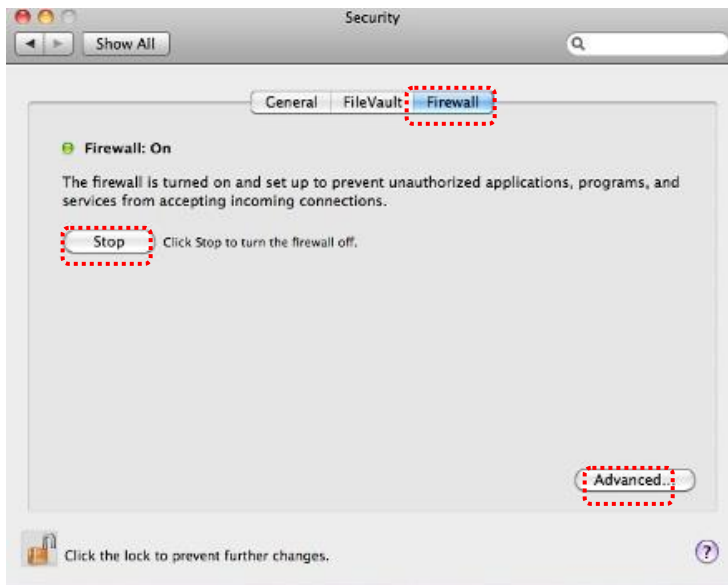 Security
Show All
General FileVault Firewall
Firewall: On
The firewall is turned on and set up to prevent unauthorized applications, programs, and
services from accepting incoming connections.
Stop Click Stop to turn the firewall off.
Advanced...
Click the lock to prevent further changes.
?